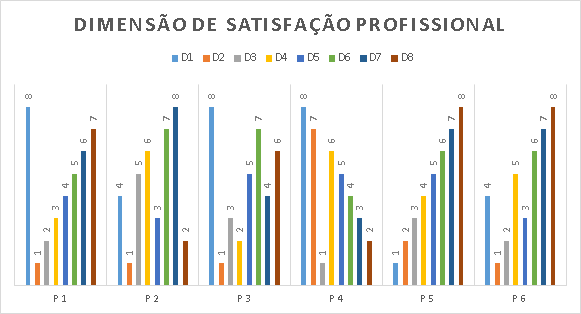 DIMENSÃO DE SATISFAÇÃO PROFISSIONAL
D1 D2 D3 D4 D5 D6 D7 D8
8 1 2 3 4 5 6 7
4 1 5 6 3 7 8 2
8 1 3 2 5 7 4 6
8 7 1 6 5 4 3 2
1 2 3 4 5 6 7 8
4 1 2 5 3 6 7 8
P 1 P 2 P 3 P 4 P 5 P 6